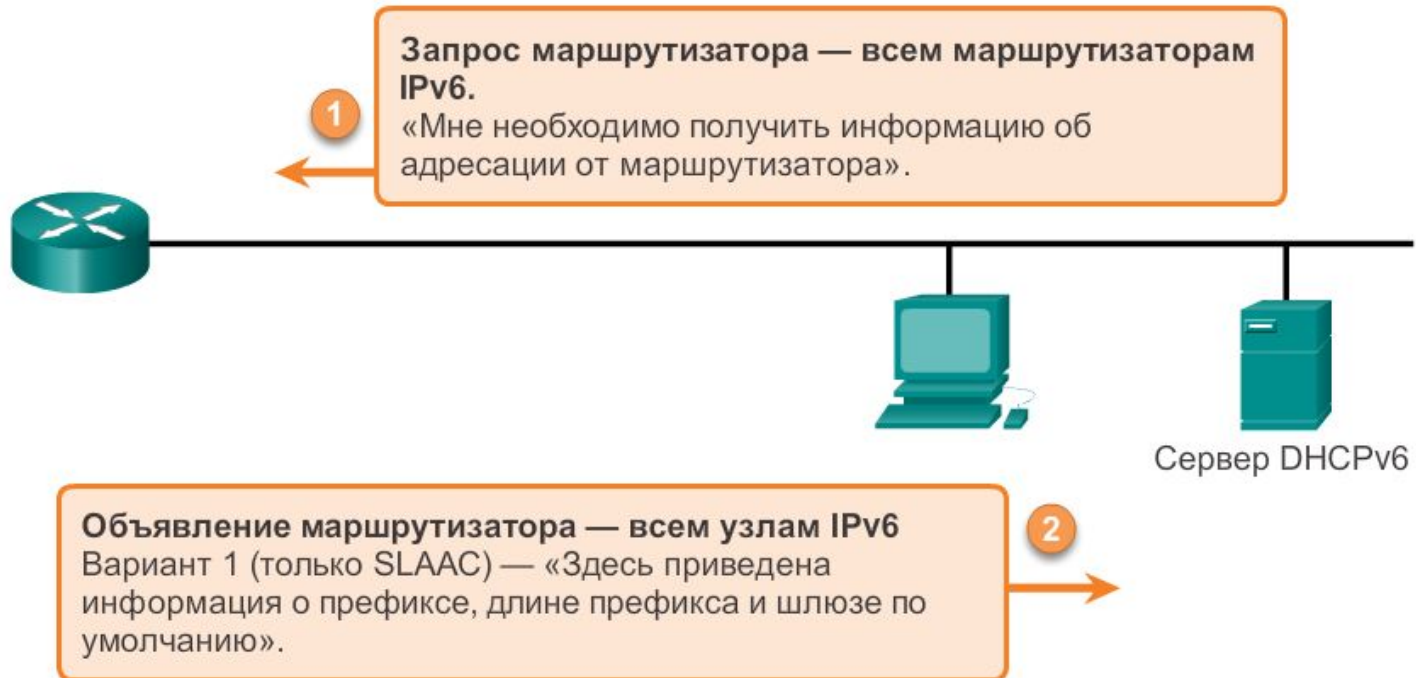 Запрос маршрутизатора — всем маршрутизаторам
IPv6.
1
«Мне необходимо получить информацию об
адресации от маршрутизатора».
Сервер DHCPv6
Объявление маршрутизатора — всем узлам IPv6
2
Вариант 1 (только SLAAC) — «Здесь приведена
информация о префиксе, длине префикса и шлюзе по
умолчанию».